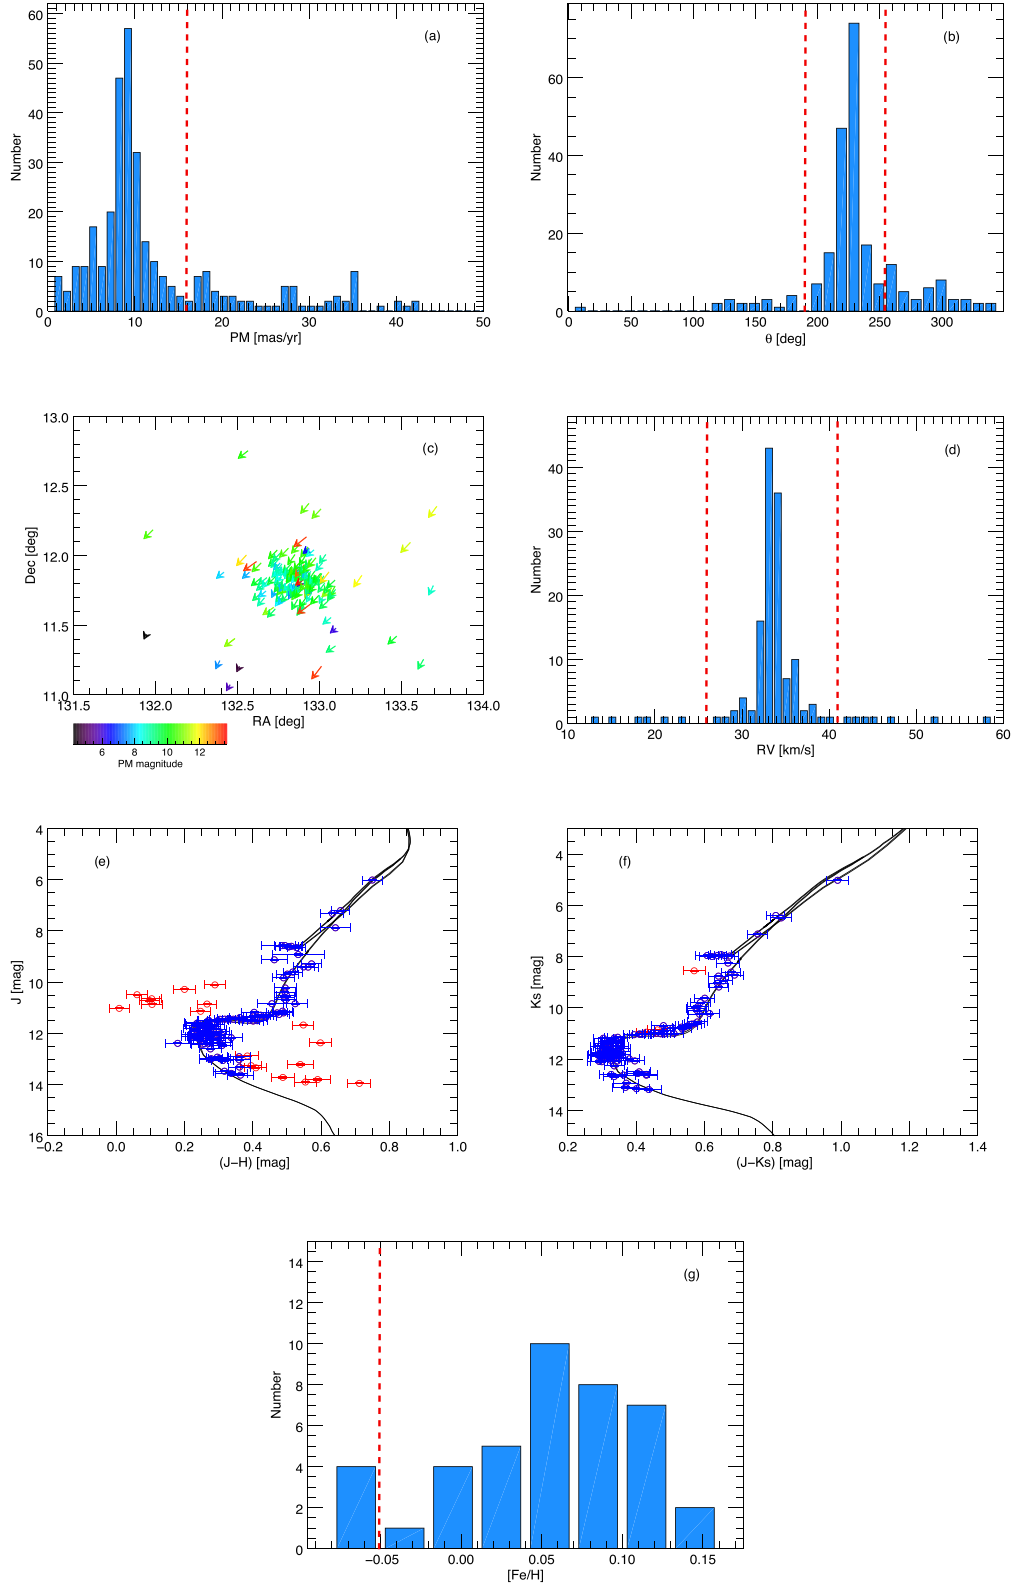 (a)
Number
60
50
40
30
20
10
0
0 10 20 30 40 50
PM [mas/yr]
(b)
Number
60
40
20
0
0 50 100 150 200 250 300
θ [deg]
(c)
Dec [deg]
13.0
12.5
12.0
11.5
11.0
131.5 132.0 132.5 133.0 133.5 134.0
RA [deg]
6 8 10 12
PM magnitude
(d)
Number
40
30
20
10
0
10 20 30 40 50 60
RV [km/s]
(e)
J [mag]
4
6
8
10
12
14
16
−0.2 0.0 0.2 0.4 0.6 0.8 1.0
(J−H) [mag]
(f)
Ks [mag]
4
6
8
10
12
14
0.2 0.4 0.6 0.8 1.0 1.2 1.4
(J−Ks) [mag]
(g)
Number
14
12
10
8
6
4
2
0
−0.05 0.00 0.05 0.10 0.15
[Fe/H]